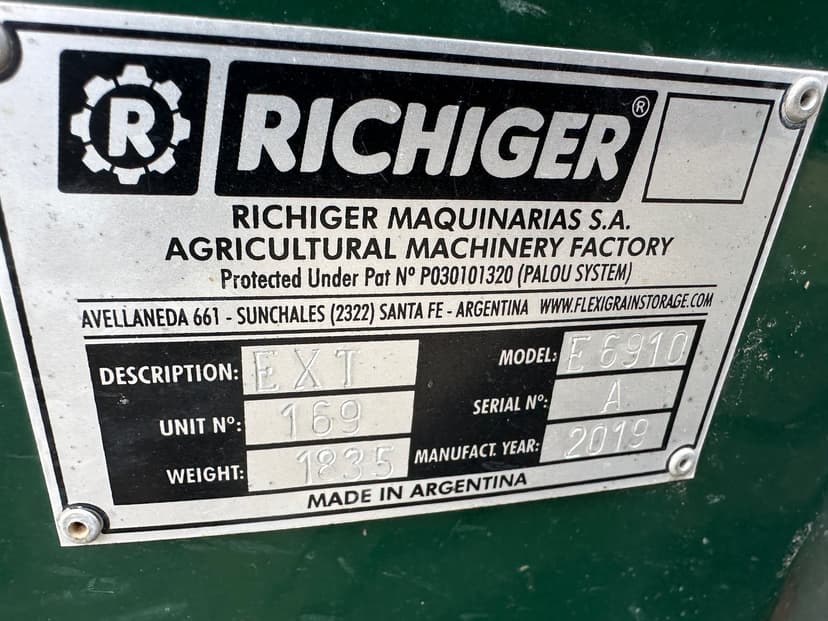 R RICHIGER®
RICHIGER MAQUINARIAS S.A.
AGRICULTURAL MACHINERY FACTORY
Protected Under Pat Nº P030101320 (PALOU SYSTEM)
AVELLANEDA 661 - SUNCHALES (2322) SANTA FE - ARGENTINA WWW.FLEXIGRAINSTORAGE.COM
DESCRIPTION: EXT MODEL: E6910
UNIT Nº: 169 SERIAL Nº: A
WEIGHT: 1835 MANUFACT. YEAR: 2019
MADE IN ARGENTINA